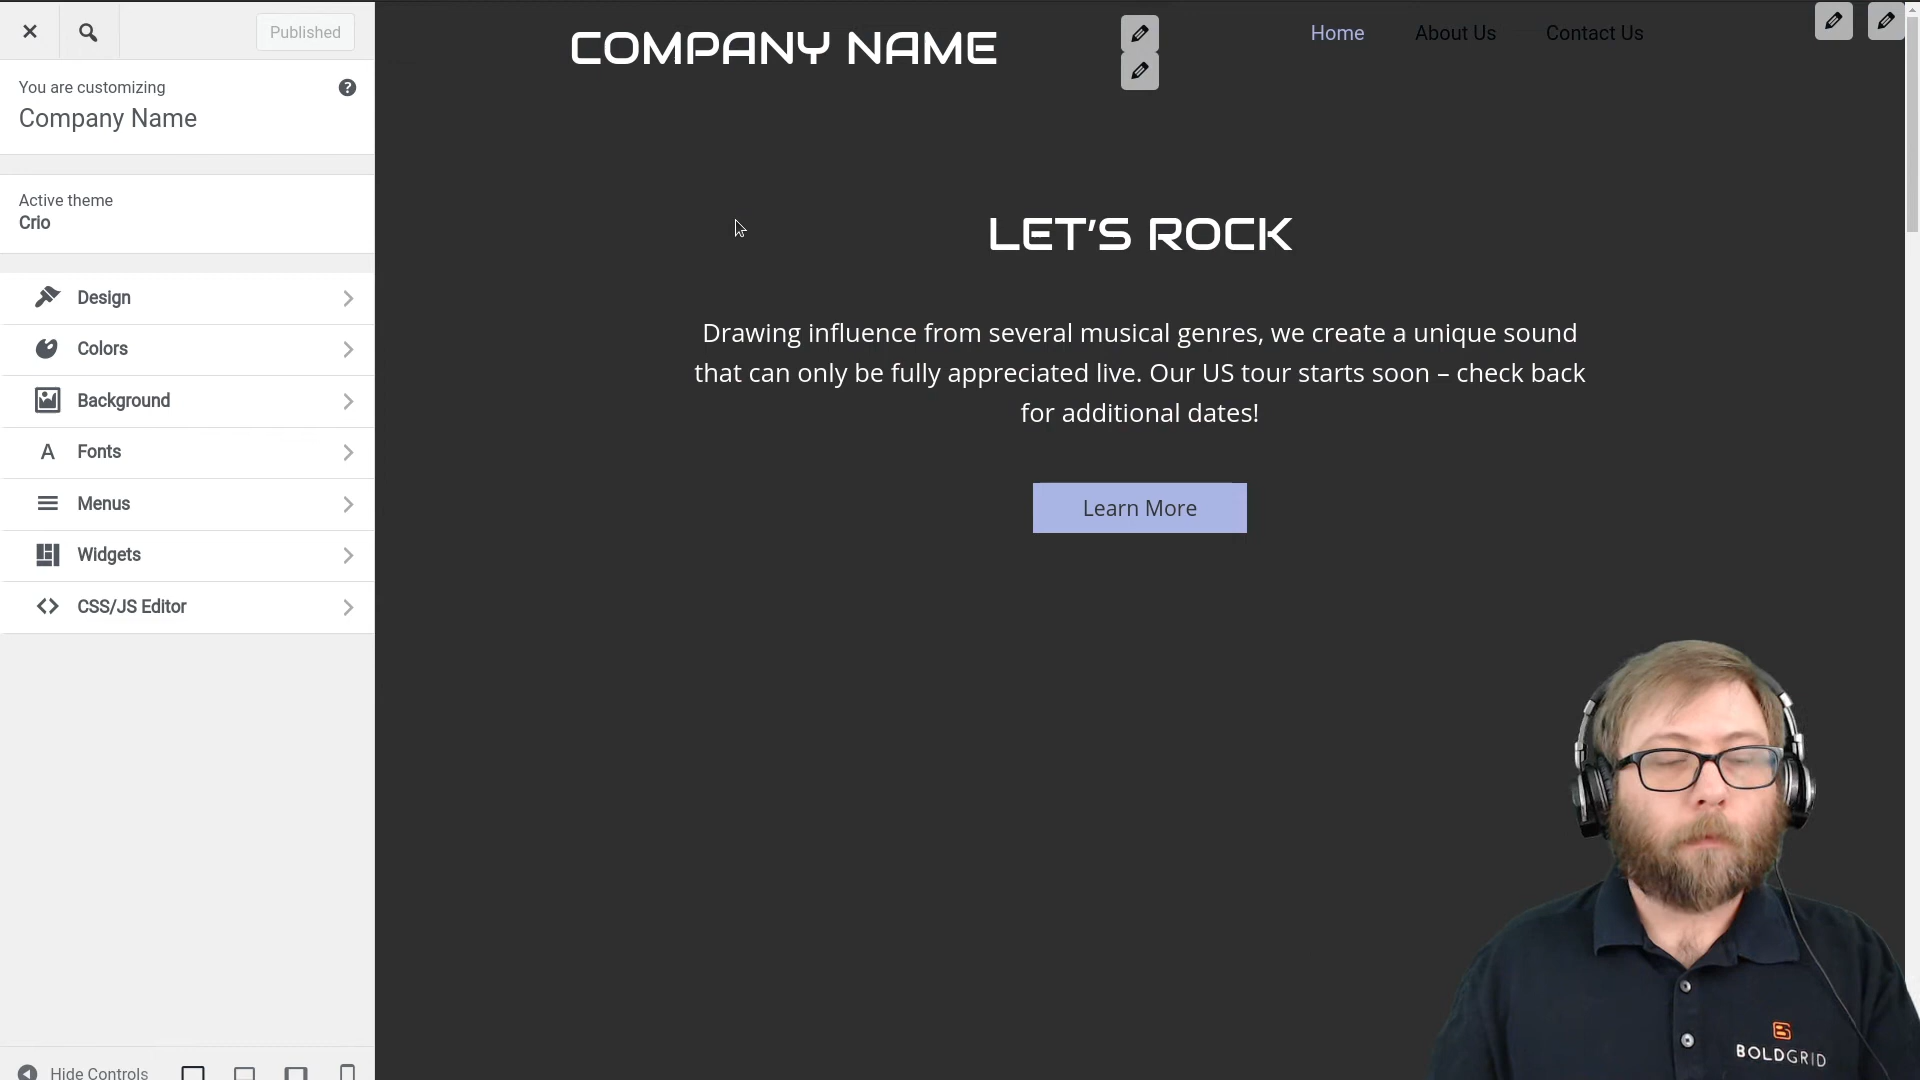 Published
You are customizing
Company Name
Active theme
Crio
Design
Colors
Background
Fonts
Menus
Widgets
CSS/JS Editor
Hide Controls
COMPANY NAME
Home
About Us
Contact Us
LET'S ROCK
Drawing influence from several musical genres, we create a unique sound
that can only be fully appreciated live. Our US tour starts soon – check back
for additional dates!
Learn More
BOLDGRID